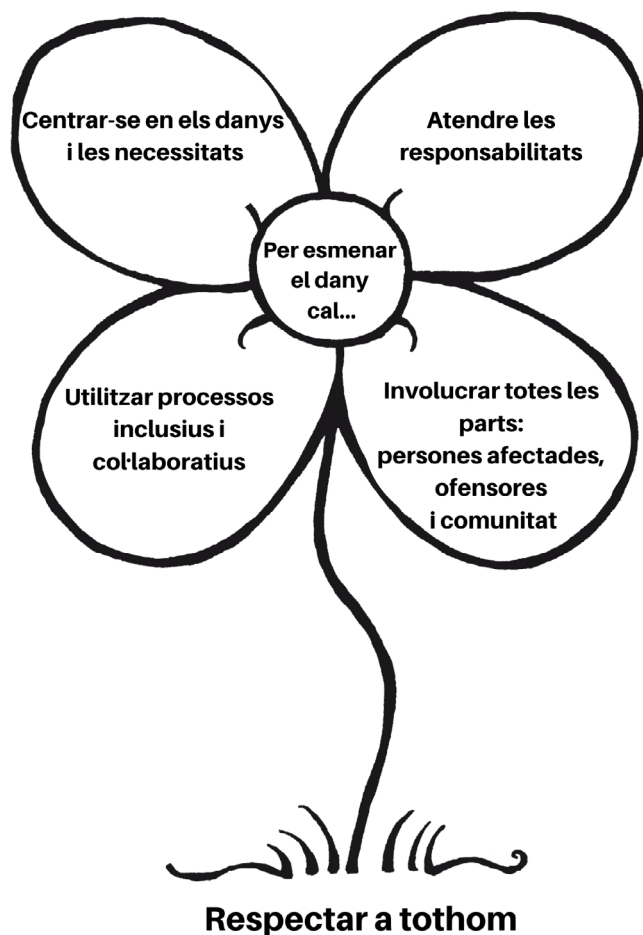 Centrar-se en els danys
i les necessitats
Atendre les
responsabilitats
Per esmenar
el dany
cal...
Utilitzar processos
inclusius i
col·laboratius
Involucrar totes les
parts:
persones afectades,
ofensores
i comunitat
Respectar a tothom